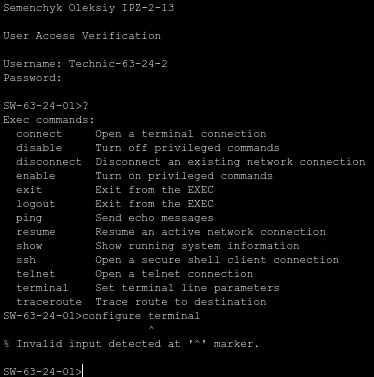 Semenchyk Oleksiy IPZ-2-13
User Access Verification
Username: Technic-63-24-2
Password:
SW-63-24-01>?
Exec commands:
connect Open a terminal connection
disable Turn off privileged commands
disconnect Disconnect an existing network connection
enable Turn on privileged commands
exit Exit from the EXEC
logout Exit from the EXEC
ping Send echo messages
resume Resume an active network connection
show Show running system information
ssh Open a secure shell client connection
telnet Open a telnet connection
terminal Set terminal line parameters
traceroute Trace route to destination
SW-63-24-01>configure terminal
^
% Invalid input detected at '^' marker.
SW-63-24-01>